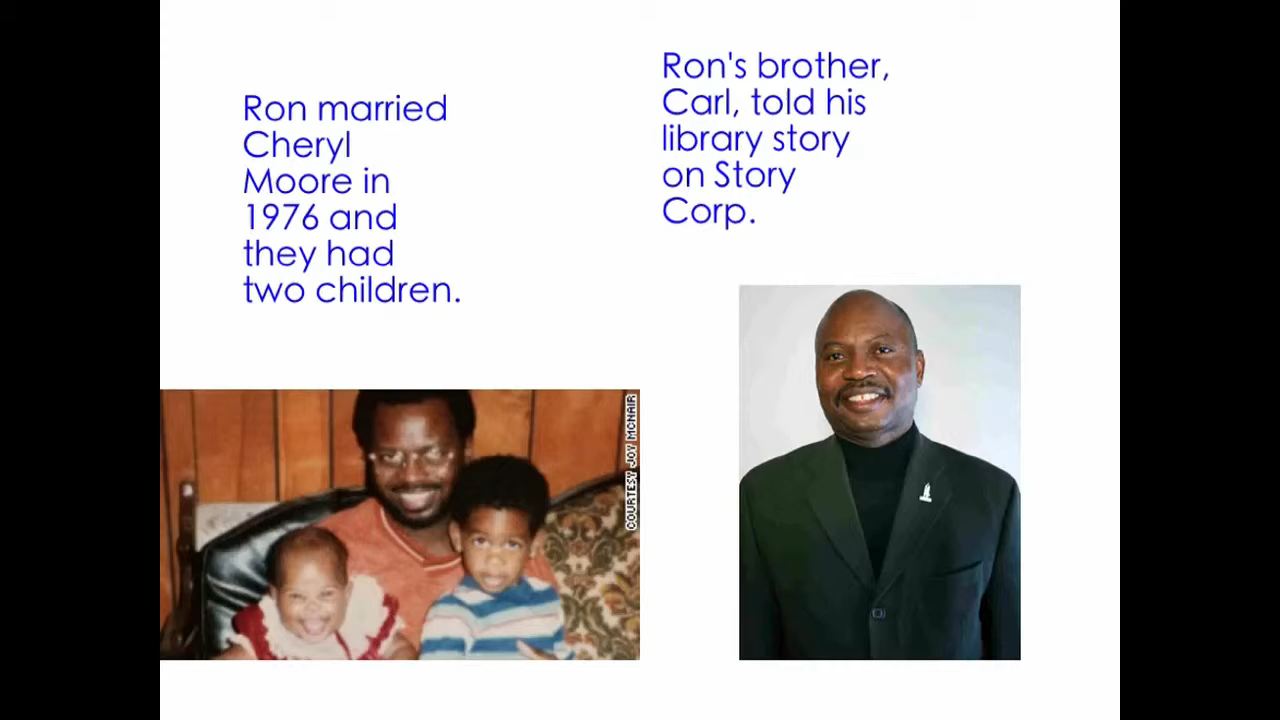 Ron married
Cheryl
Moore in
1976 and
they had
two children.
Ron's brother,
Carl, told his
library story
on Story
Corp.
COURTESY JOY MCNAIR